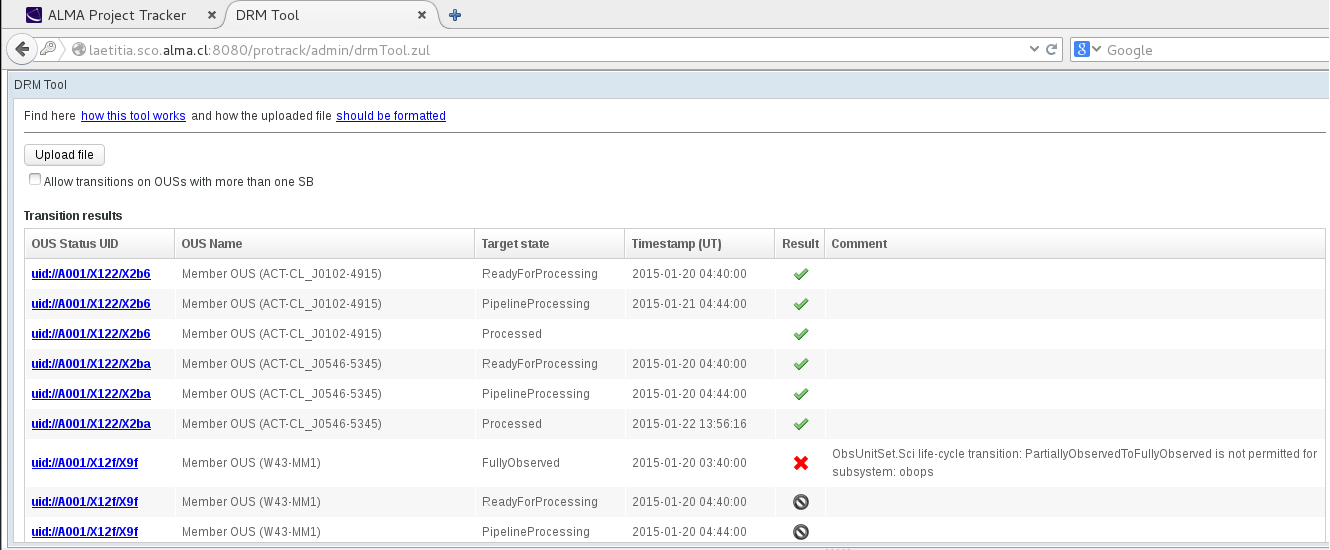 ALMA Project Tracker DRM Tool
laetitia.sco.alma.cl:8080/protrack/admin/drmTool.zul Google
DRM Tool
Find here how this tool works and how the uploaded file should be formatted
Upload file
Allow transitions on OUSs with more than one SB
Transition results
OUS Status UID OUS Name Target state Timestamp (UT) Result Comment
uid://A001/X122/X2b6 Member OUS (ACT-CL_J0102-4915) ReadyForProcessing 2015-01-20 04:40:00
uid://A001/X122/X2b6 Member OUS (ACT-CL_J0102-4915) PipelineProcessing 2015-01-21 04:44:00
uid://A001/X122/X2b6 Member OUS (ACT-CL_J0102-4915) Processed
uid://A001/X122/X2ba Member OUS (ACT-CL_J0546-5345) ReadyForProcessing 2015-01-20 04:40:00
uid://A001/X122/X2ba Member OUS (ACT-CL_J0546-5345) PipelineProcessing 2015-01-20 04:44:00
uid://A001/X122/X2ba Member OUS (ACT-CL_J0546-5345) Processed 2015-01-22 13:56:16
uid://A001/X12f/X9f Member OUS (W43-MM1) FullyObserved 2015-01-20 03:40:00 ObsUnitSet.Sci life-cycle transition: PartiallyObservedToFullyObserved is not permitted for
subsystem: obops
uid://A001/X12f/X9f Member OUS (W43-MM1) ReadyForProcessing 2015-01-20 04:40:00
uid://A001/X12f/X9f Member OUS (W43-MM1) PipelineProcessing 2015-01-20 04:44:00